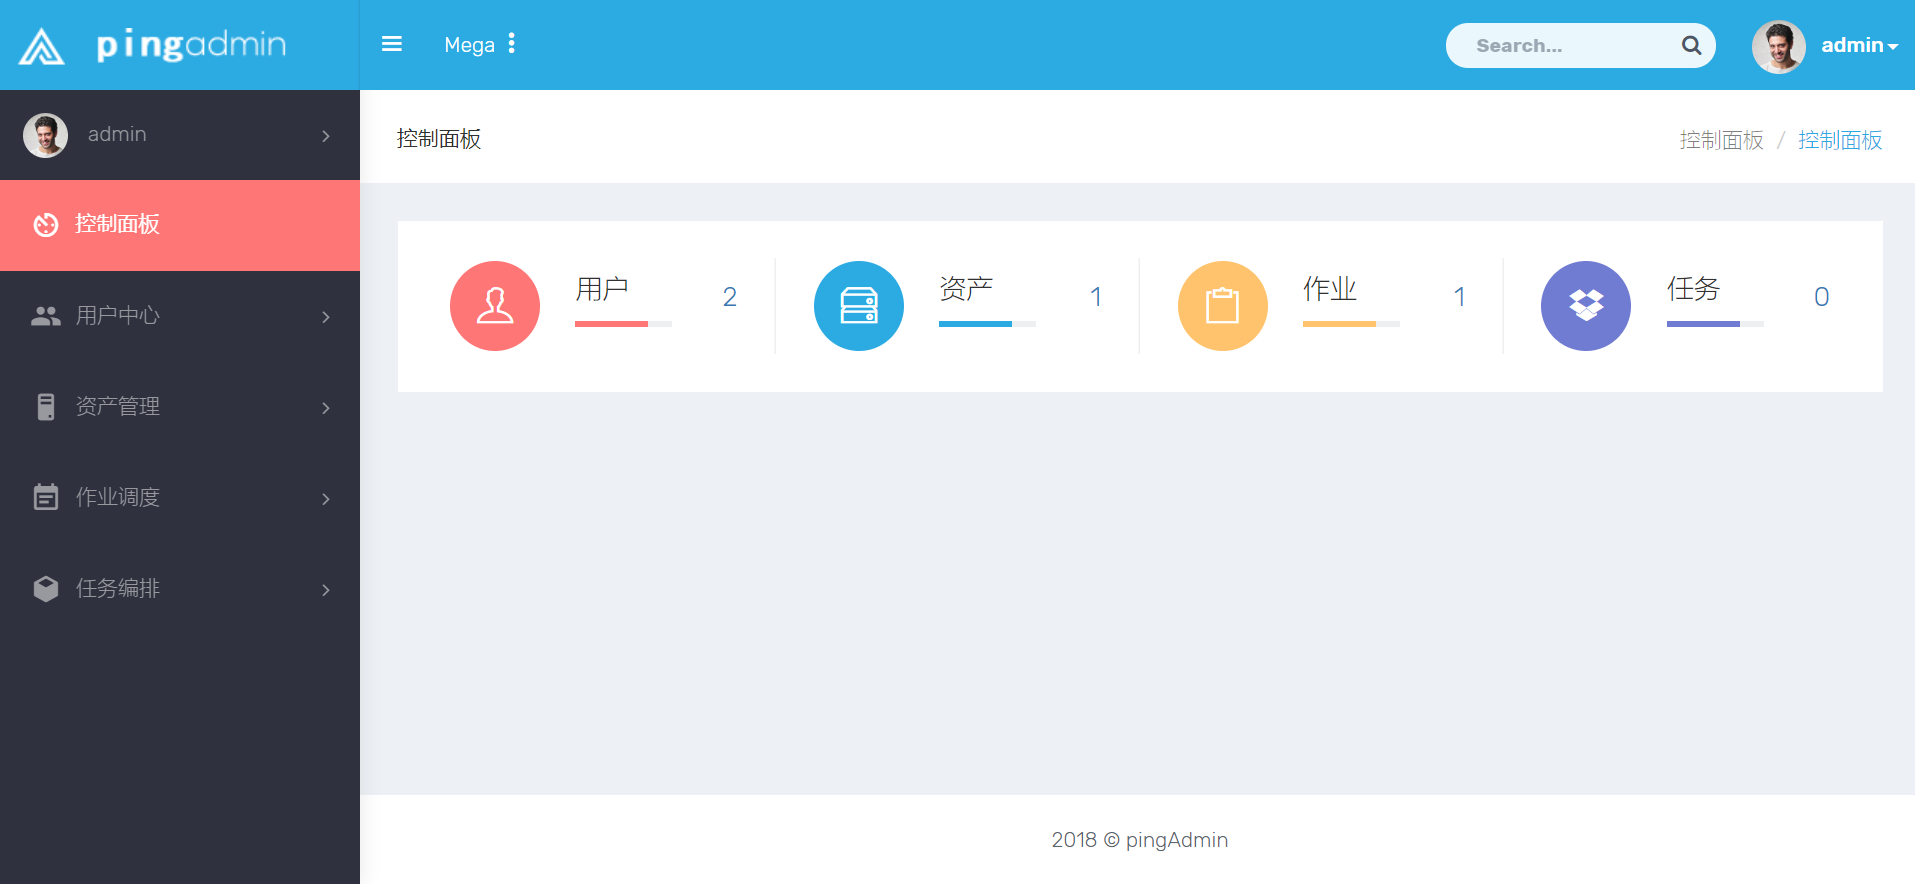 pingadmin
Mega
Search...
admin
admin
控制面板
用户中心
资产管理
作业调度
任务编排
控制面板
控制面板 / 控制面板
用户 2
资产 1
作业 1
任务 0
2018 © pingAdmin